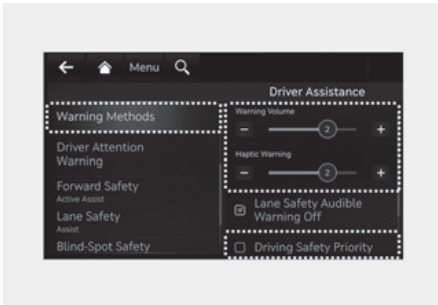 Menu
Driver Assistance
Warning Methods
Driver Attention
Warning
Forward Safety
Active Assist
Lane Safety
Assist
Blind-Spot Safety
Warning Volume
- 2 +
Haptic Warning
- 2 +
Lane Safety Audible
Warning Off
Driving Safety Priority